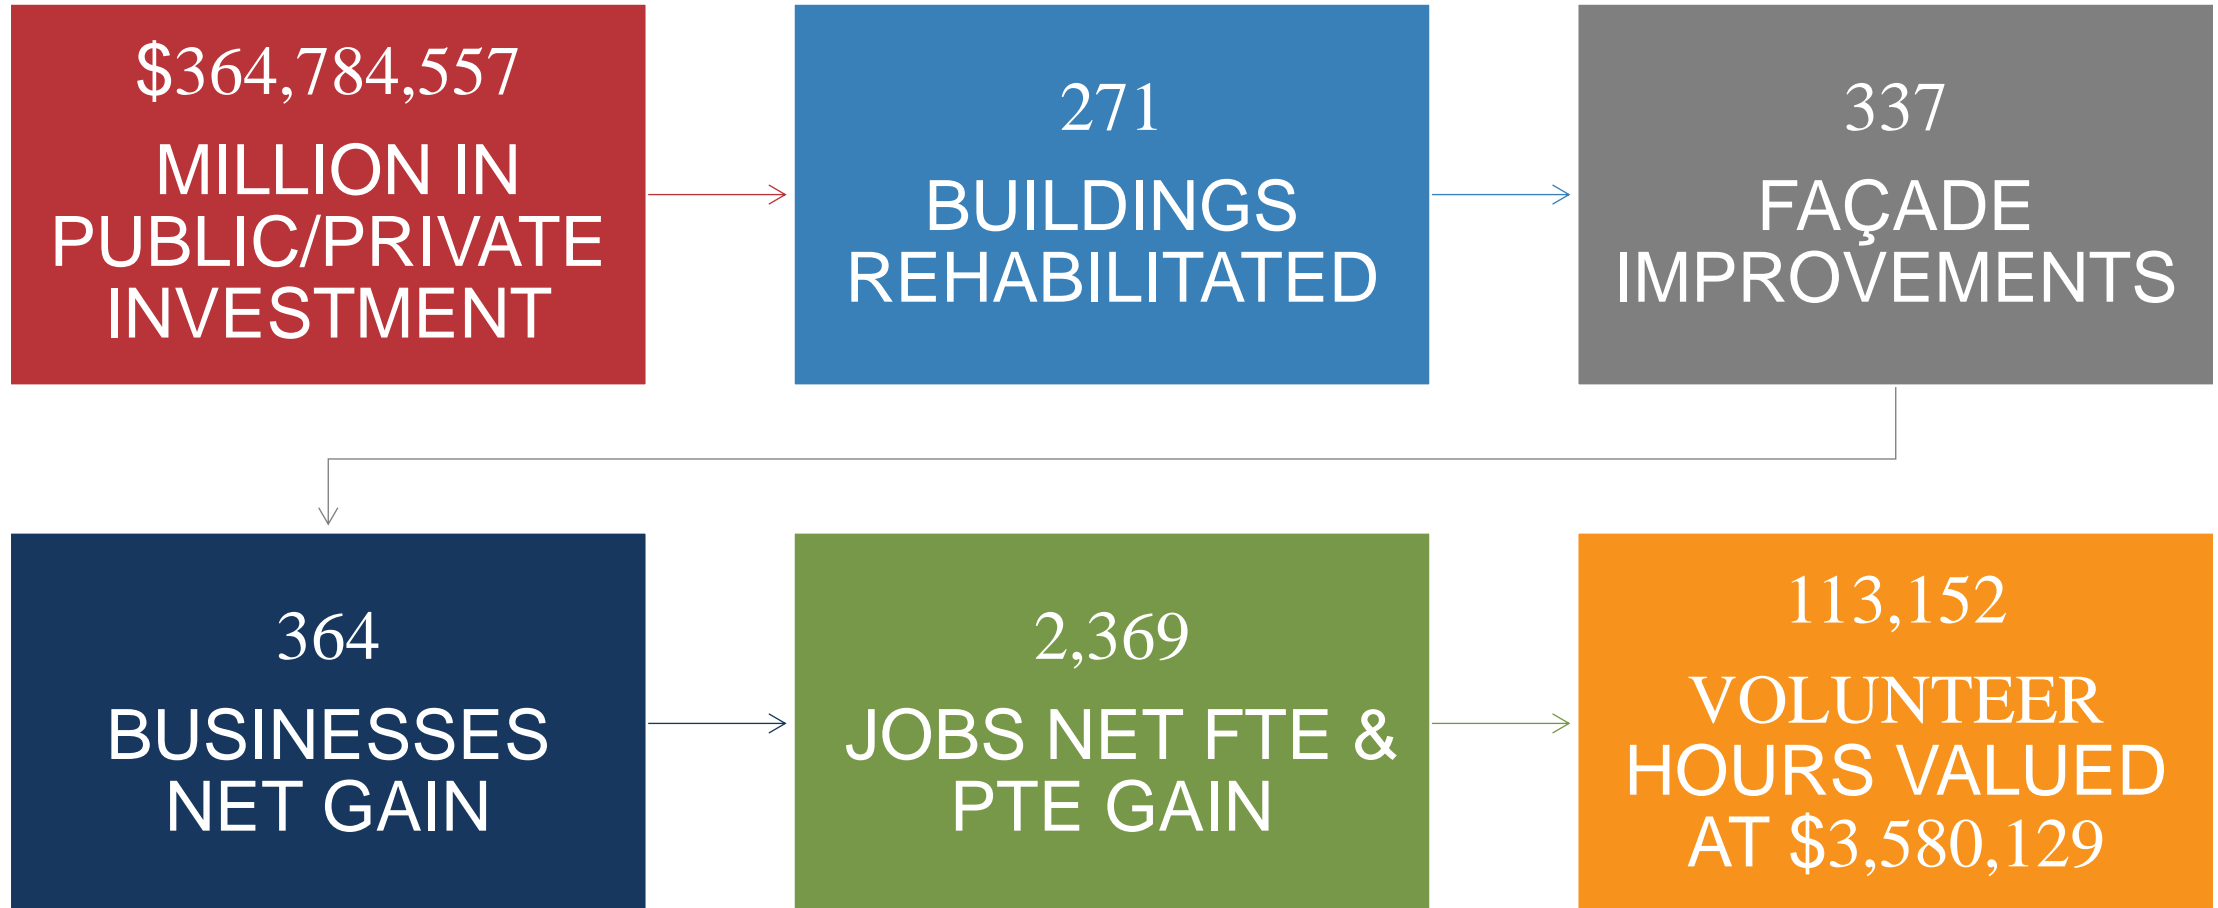 $364,784,557
MILLION IN
PUBLIC/PRIVATE
INVESTMENT
271
BUILDINGS
REHABILITATED
337
FAÇADE
IMPROVEMENTS
364
BUSINESSES
NET GAIN
2,369
JOBS NET FTE &
PTE GAIN
113,152
VOLUNTEER
HOURS VALUED
AT $3,580,129